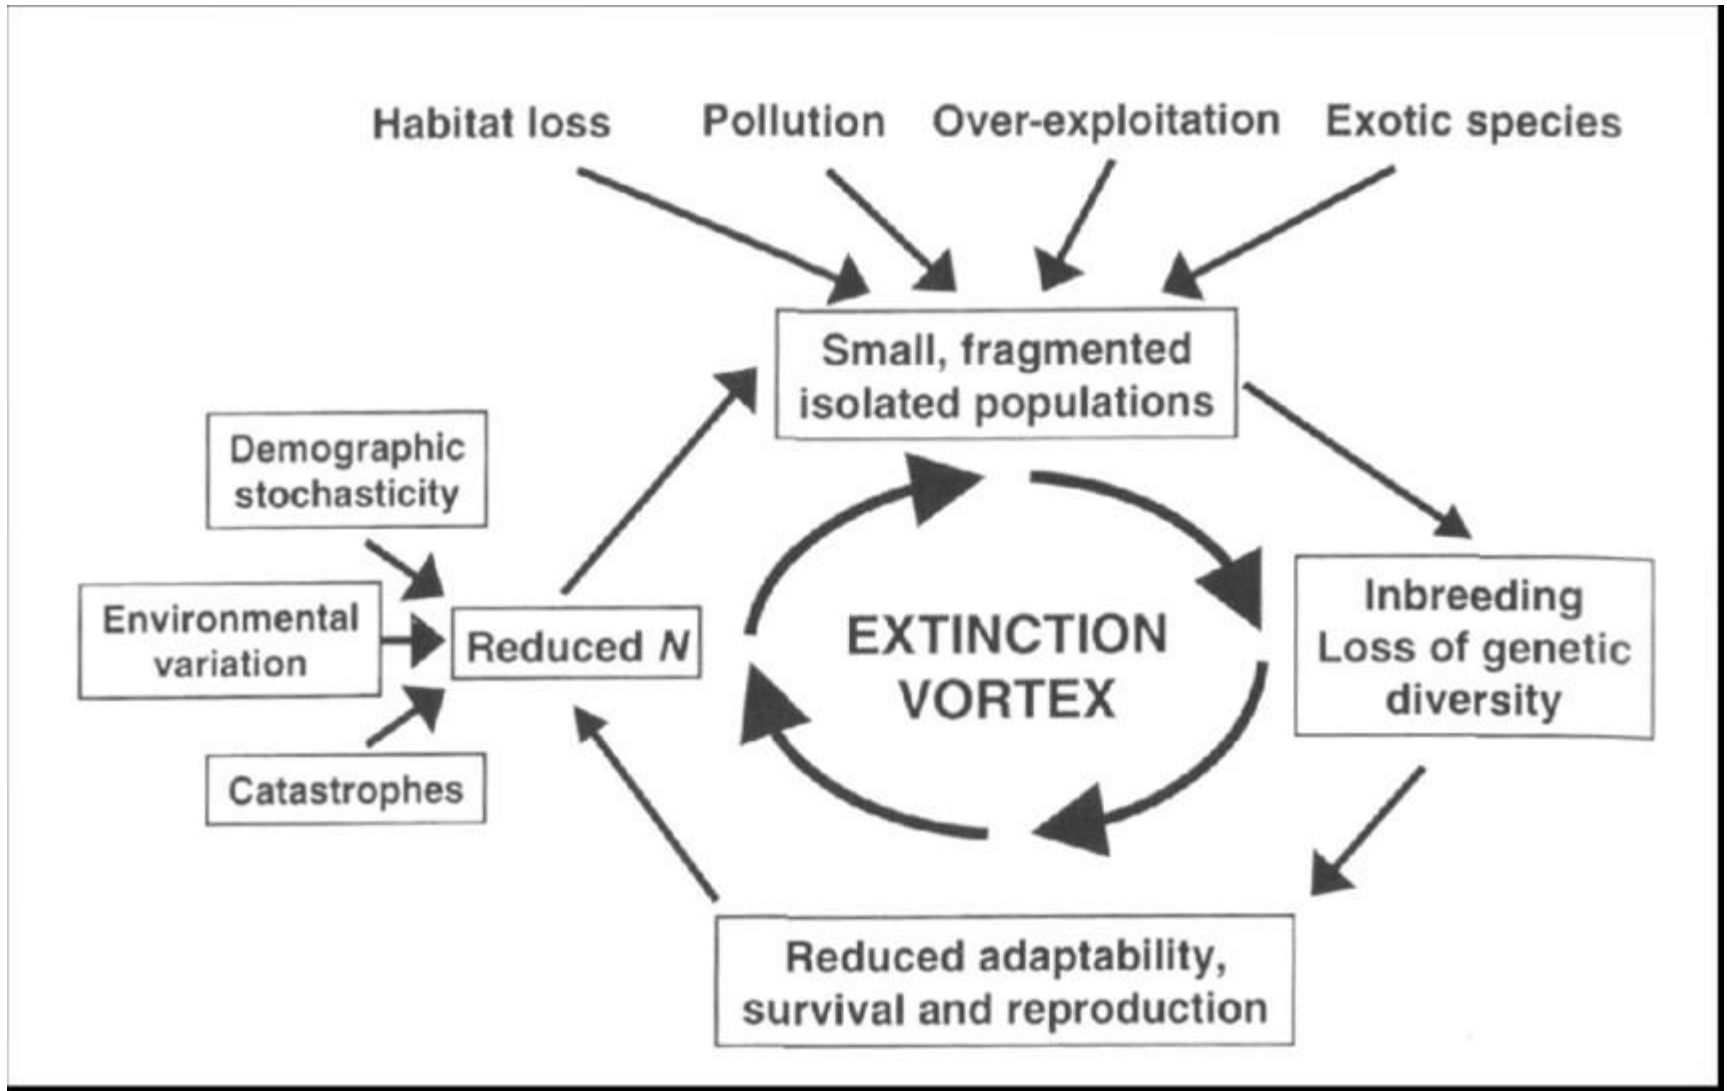 Habitat loss
Pollution
Over-exploitation
Exotic species
Small, fragmented
isolated populations
Demographic
stochasticity
Environmental
variation
Catastrophes
Reduced N
EXTINCTION
VORTEX
Inbreeding
Loss of genetic
diversity
Reduced adaptability,
survival and reproduction